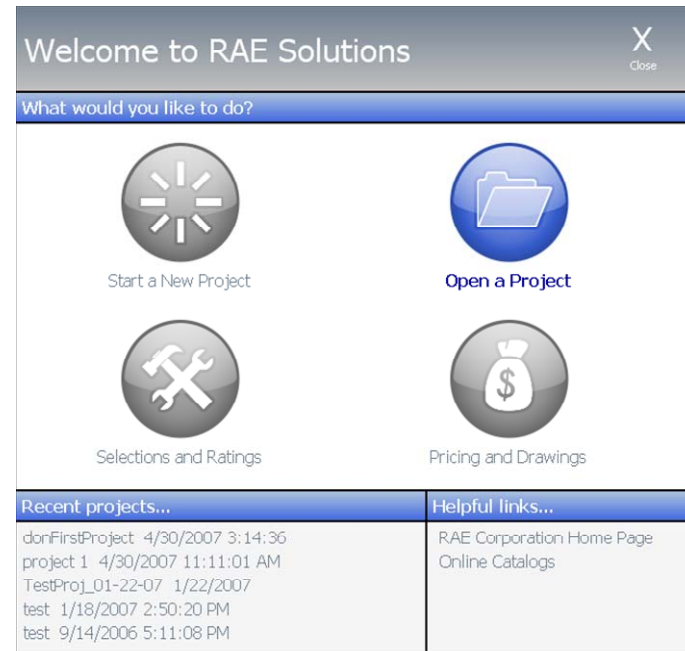 Welcome to RAE Solutions
X
Close
What would you like to do?
Start a New Project
Open a Project
$
Selections and Ratings
Pricing and Drawings
Recent projects...
donFirstProject 4/30/2007 3:14:36
project 1 4/30/2007 11:11:01 AM
TestProj_01-22-07 1/22/2007
test 1/18/2007 2:50:20 PM
test 9/14/2006 5:11:08 PM
Helpful links...
RAE Corporation Home Page
Online Catalogs